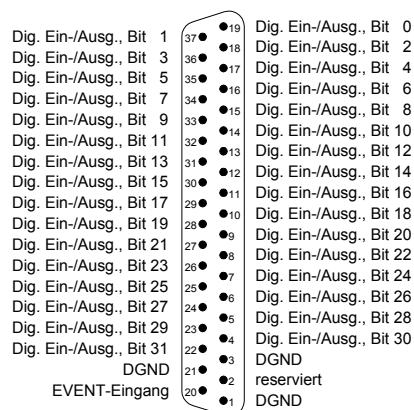 19 Dig. Ein-/Ausg., Bit 0
Dig. Ein-/Ausg., Bit 1 37
18 Dig. Ein-/Ausg., Bit 2
Dig. Ein-/Ausg., Bit 3 36
17 Dig. Ein-/Ausg., Bit 4
Dig. Ein-/Ausg., Bit 5 35
16 Dig. Ein-/Ausg., Bit 6
Dig. Ein-/Ausg., Bit 7 34
15 Dig. Ein-/Ausg., Bit 8
Dig. Ein-/Ausg., Bit 9 33
14 Dig. Ein-/Ausg., Bit 10
Dig. Ein-/Ausg., Bit 11 32
13 Dig. Ein-/Ausg., Bit 12
Dig. Ein-/Ausg., Bit 13 31
12 Dig. Ein-/Ausg., Bit 14
Dig. Ein-/Ausg., Bit 15 30
11 Dig. Ein-/Ausg., Bit 16
Dig. Ein-/Ausg., Bit 17 29
10 Dig. Ein-/Ausg., Bit 18
Dig. Ein-/Ausg., Bit 19 28
9 Dig. Ein-/Ausg., Bit 20
Dig. Ein-/Ausg., Bit 21 27
8 Dig. Ein-/Ausg., Bit 22
Dig. Ein-/Ausg., Bit 23 26
7 Dig. Ein-/Ausg., Bit 24
Dig. Ein-/Ausg., Bit 25 25
6 Dig. Ein-/Ausg., Bit 26
Dig. Ein-/Ausg., Bit 27 24
5 Dig. Ein-/Ausg., Bit 28
Dig. Ein-/Ausg., Bit 29 23
4 Dig. Ein-/Ausg., Bit 30
Dig. Ein-/Ausg., Bit 31 22
3 DGND
DGND 21
2 reserviert
EVENT-Eingang 20
1 DGND